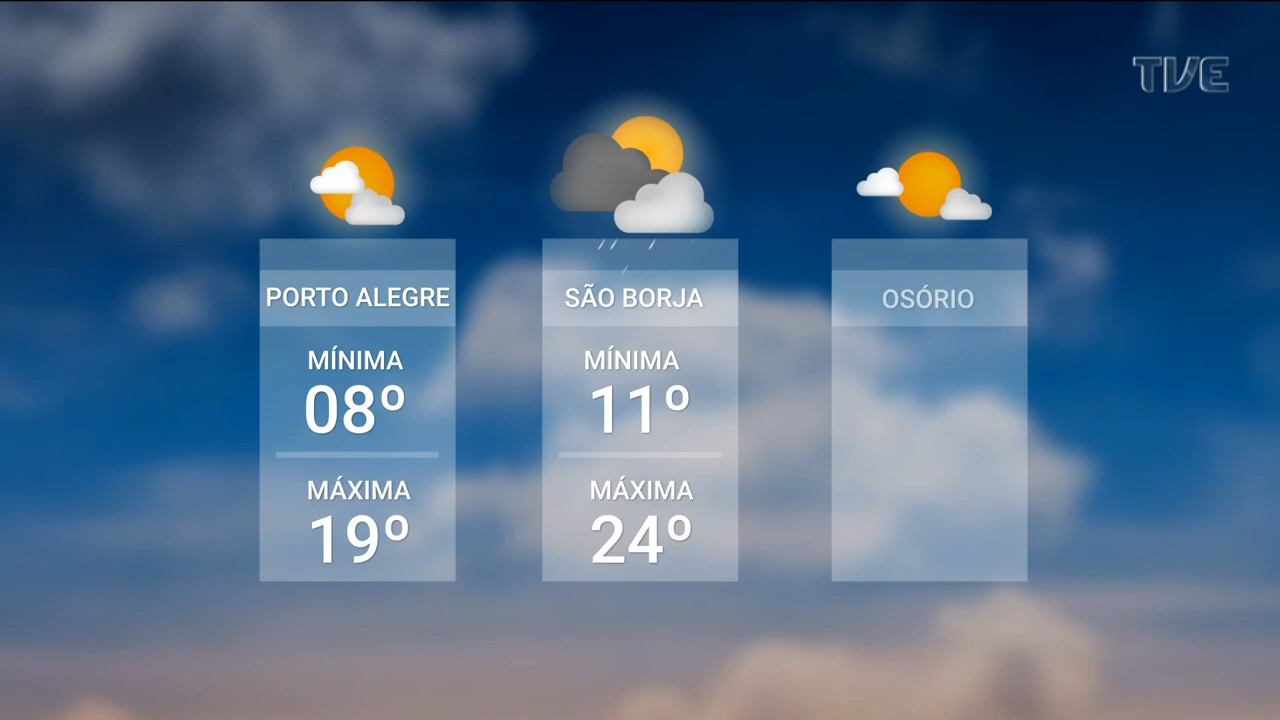 TVE
PORTO ALEGRE
MÍNIMA
08º
MÁXIMA
19º
SÃO BORJA
MÍNIMA
11º
MÁXIMA
24º
OSÓRIO